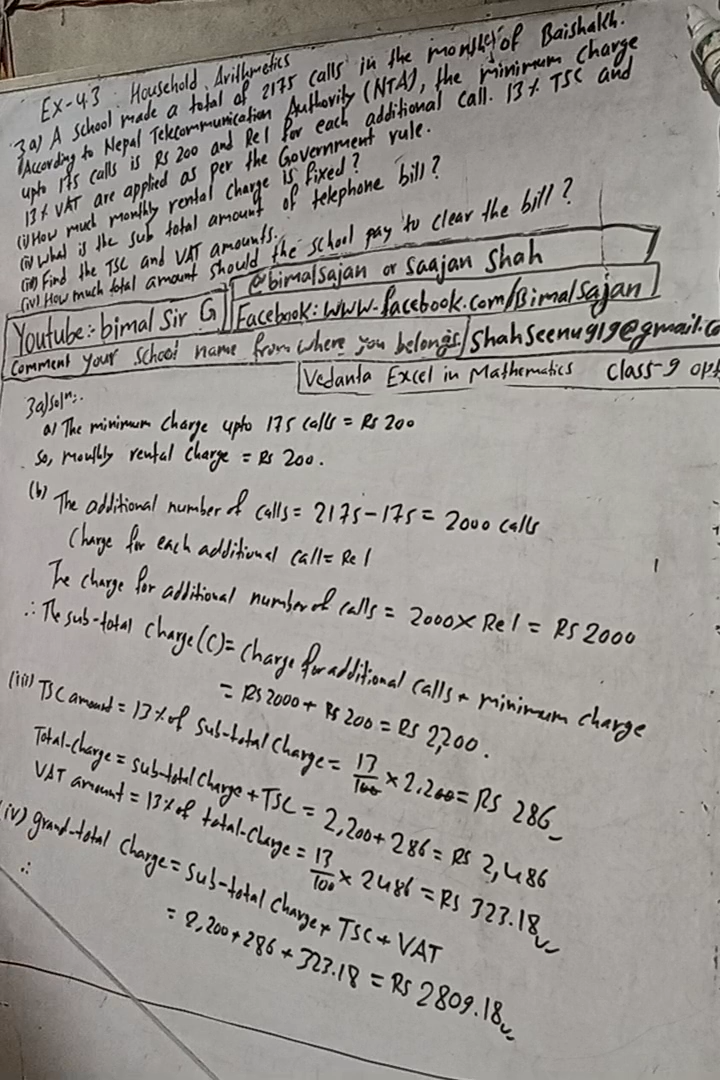 EX-4.3 Household Arithmetics
3a) A school made a total of 2175 calls in the months of Baishakh.
According to Nepal Telecommunication Authority (NTA), the minimum charge
upto 175 calls is Rs 200 and Re 1 for each additional call. 13% TSC and
13% VAT are applied as per the Government rule.
(i) How much monthly rental charge is fixed?
(ii) What is the sub total amount of telephone bill?
(iii) Find the TSC and VAT amounts.
(iv) How much total amount should the school pay to clear the bill?
Youtube:- bimal Sir G
@bimalsajan or Saajan Shah
Facebook: www.facebook.com/Bimalsajan
Comment your school name from where you belongs
shahseenu919@gmail.co
Vedanta Excel in Mathematics Class-9 opt
3a) soln:-
a) The minimum charge upto 175 calls = Rs 200
So, monthly rental charge = Rs 200.
(b) The additional number of calls = 2175-175 = 2000 calls
Charge for each additional call = Re 1
The charge for additional number of calls = 2000 × Re 1 = Rs 2000
∴ The sub-total charge (C) = charge for additional calls + minimum charge
= Rs 2000 + Rs 200 = Rs 2,200.
(iii) TSC amount = 13% of sub-total charge = 13/100 × 2,200 = Rs 286
Total-charge = sub-total charge + TSC = 2,200 + 286 = Rs 2,486
VAT amount = 13% of total-charge = 13/100 × 2486 = Rs 323.18
(iv) grand-total charge = sub-total charge + TSC + VAT
∴ = 2,200 + 286 + 323.18 = Rs 2809.18